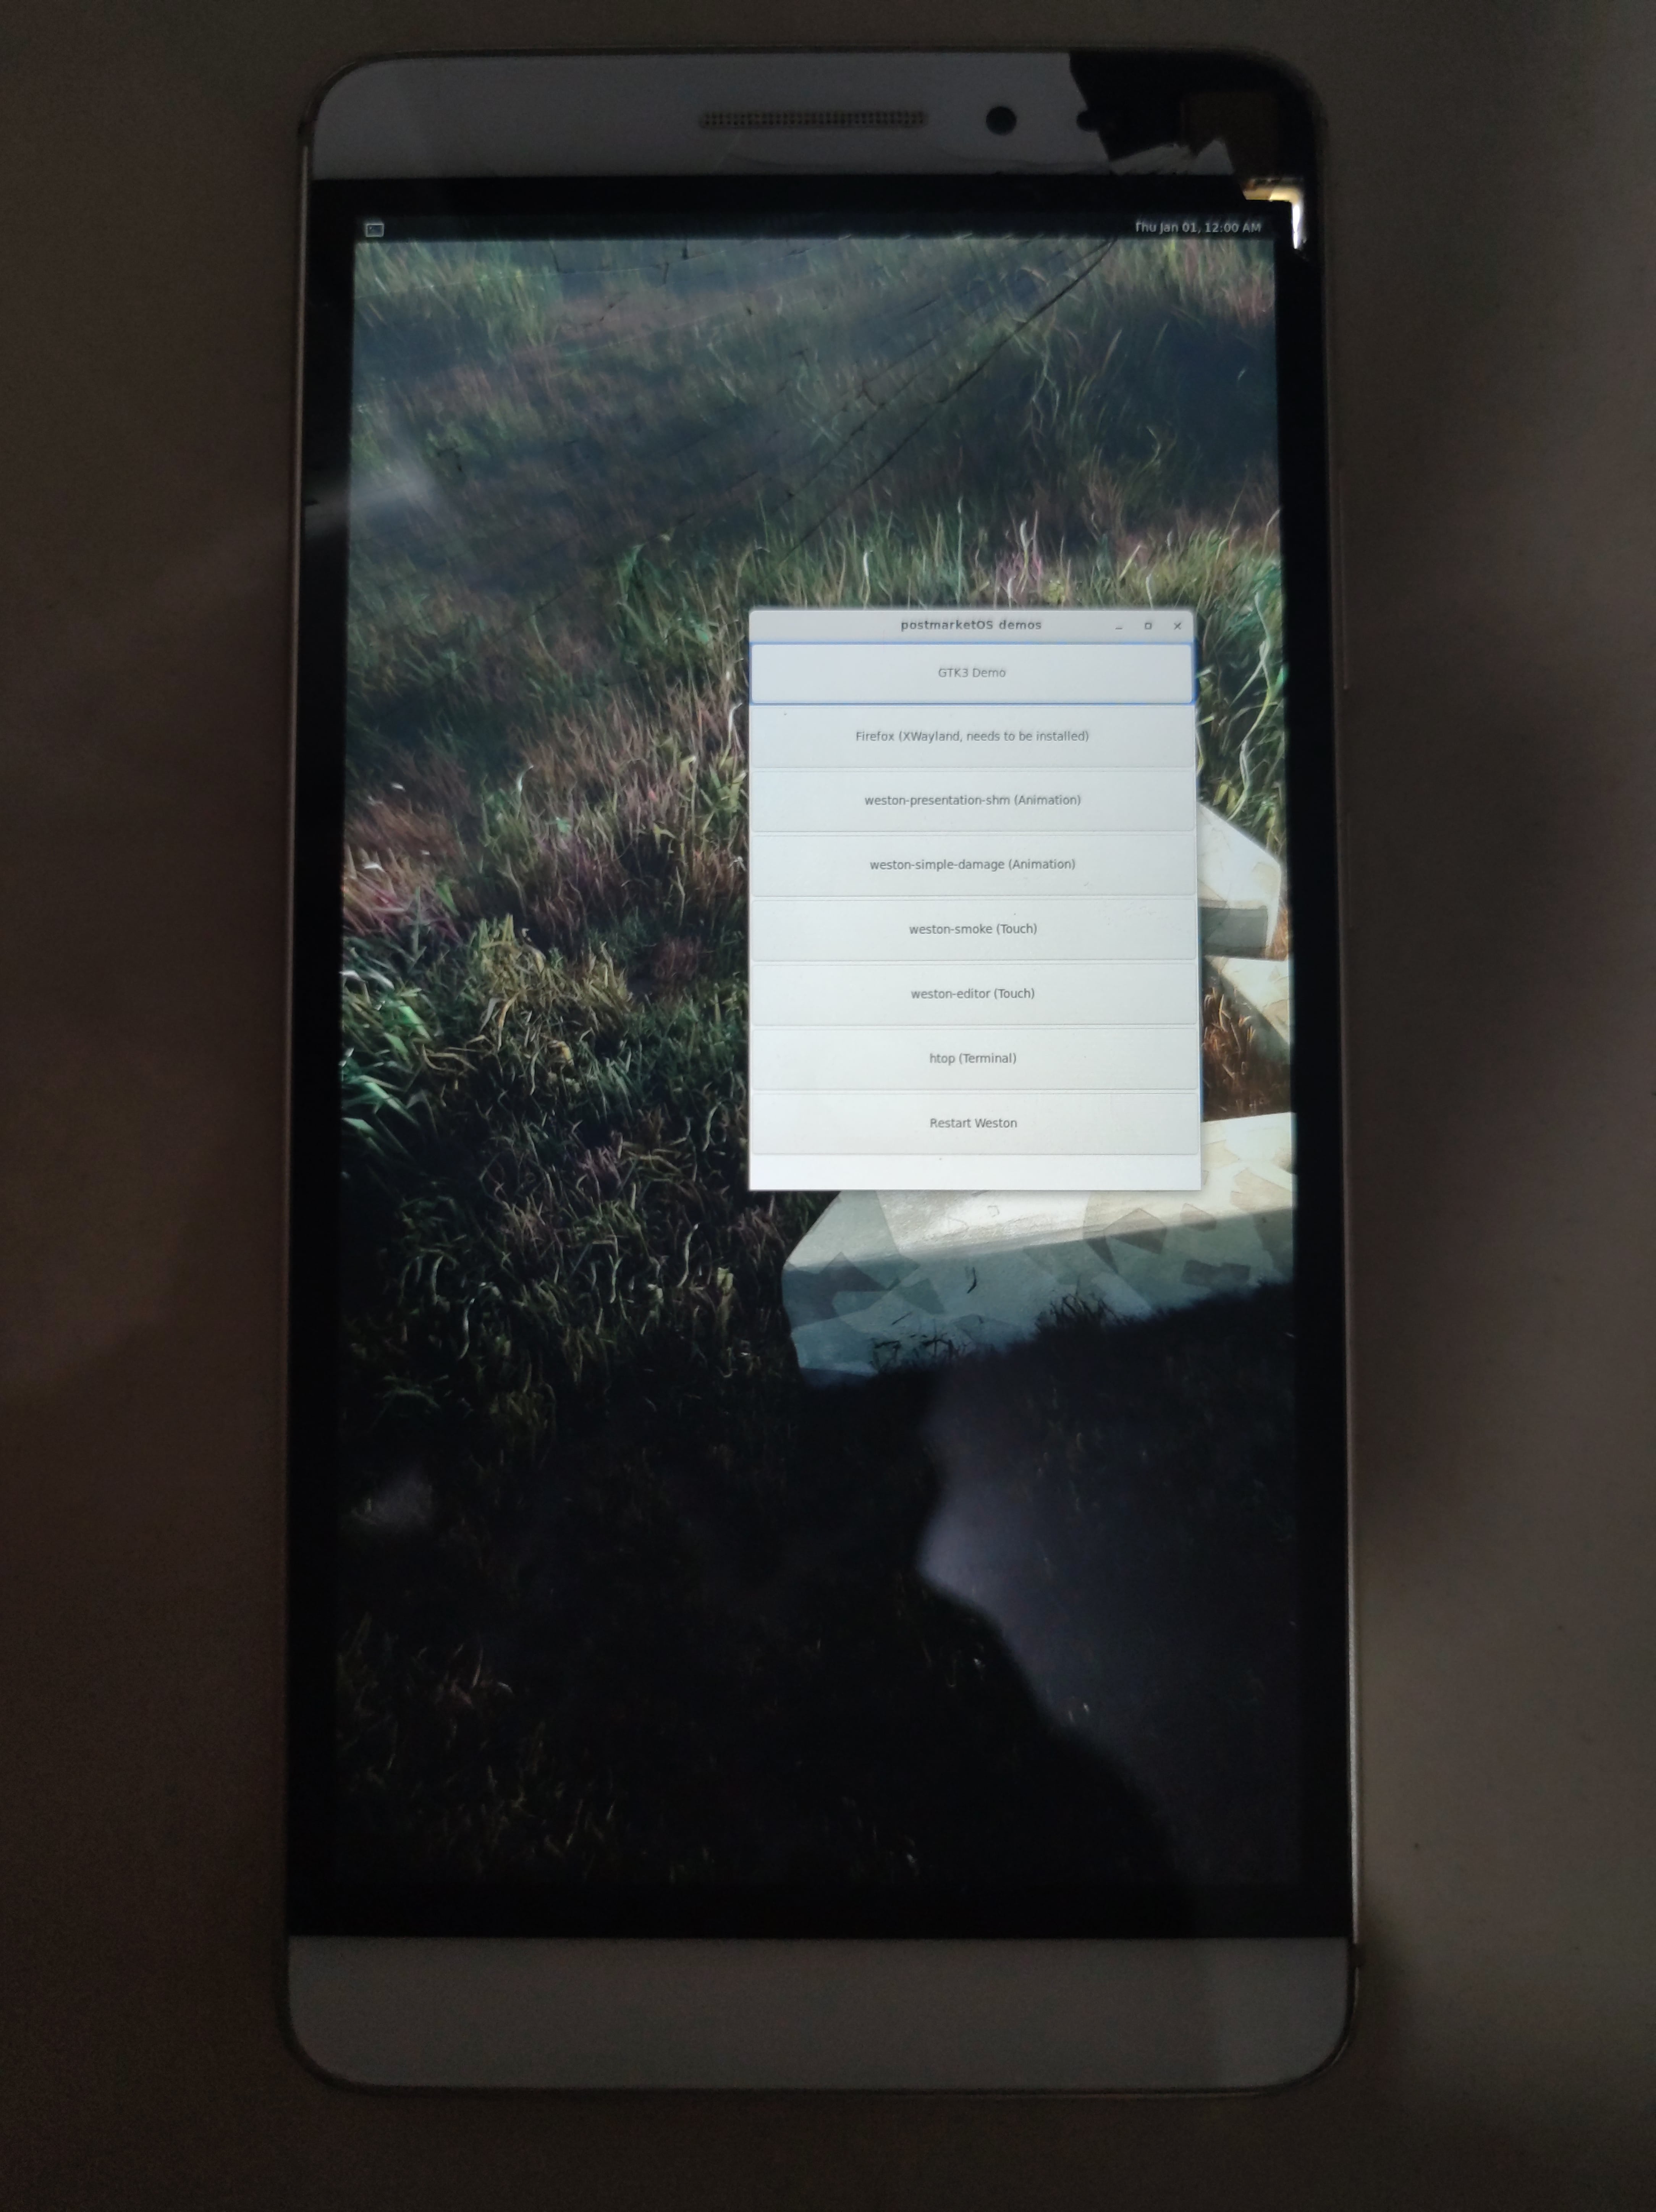 Thu Jan 01, 12:00 AM
postmarketOS demos
GTK3 Demo
Firefox (XWayland, needs to be installed)
weston-presentation-shm (Animation)
weston-simple-damage (Animation)
weston-smoke (Touch)
weston-editor (Touch)
htop (Terminal)
Restart Weston